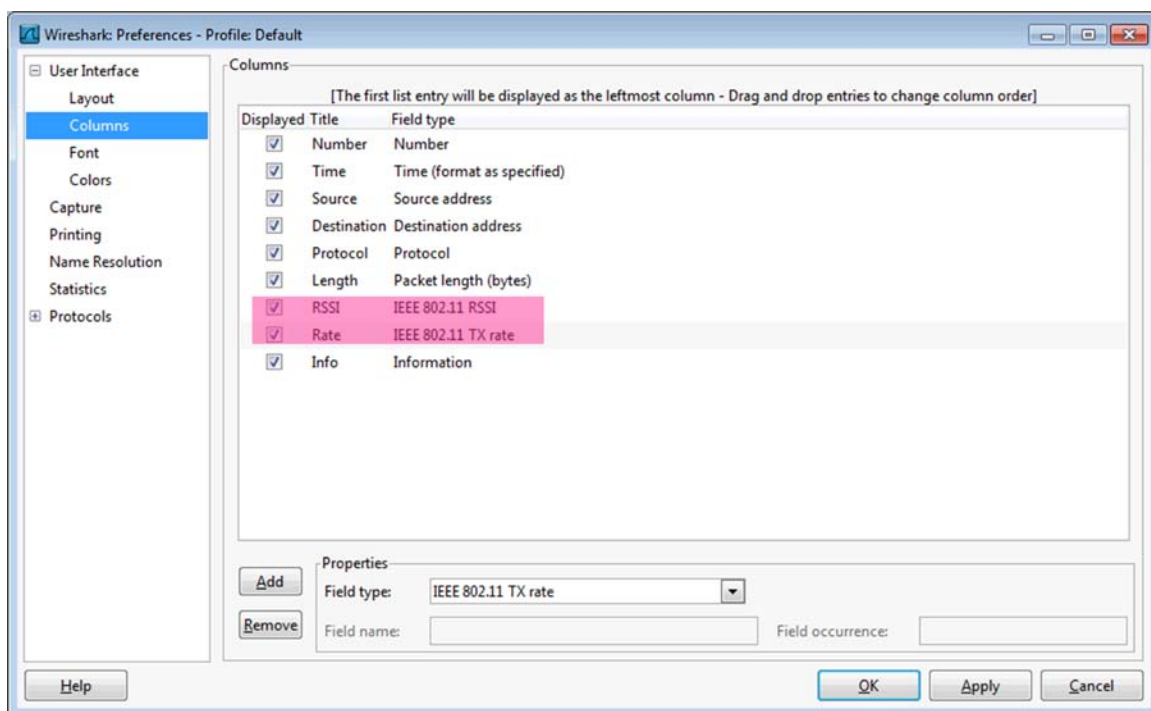 Wireshark: Preferences - Profile: Default
User Interface
Layout
Columns
Font
Colors
Capture
Printing
Name Resolution
Statistics
Protocols
Columns
[The first list entry will be displayed as the leftmost column - Drag and drop entries to change column order]
Displayed Title Field type
Number Number
Time Time (format as specified)
Source Source address
Destination Destination address
Protocol Protocol
Length Packet length (bytes)
RSSI IEEE 802.11 RSSI
Rate IEEE 802.11 TX rate
Info Information
Properties
Add Field type: IEEE 802.11 TX rate
Remove Field name: Field occurrence:
Help OK Apply Cancel